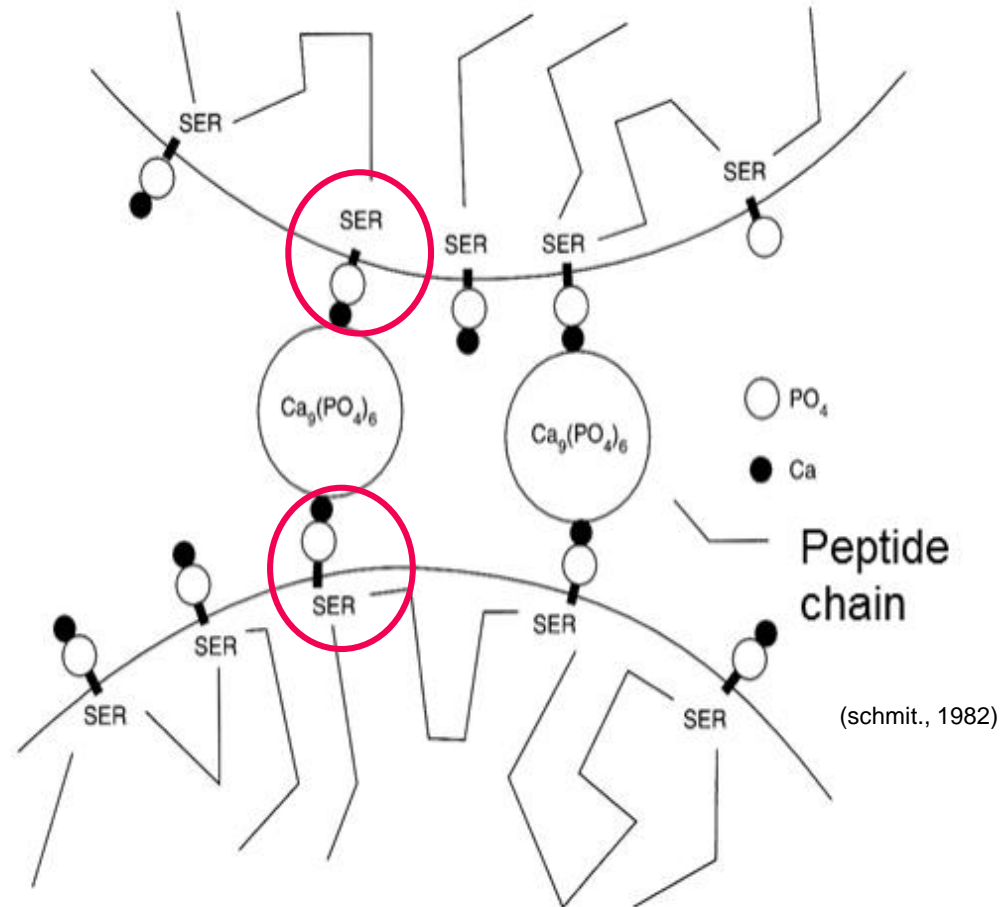 SER
SER
SER
SER
SER
Ca₉(PO₄)₆
Ca₉(PO₄)₆
PO₄
Ca
Peptide
chain
SER
SER
SER
SER
SER
(schmit., 1982)